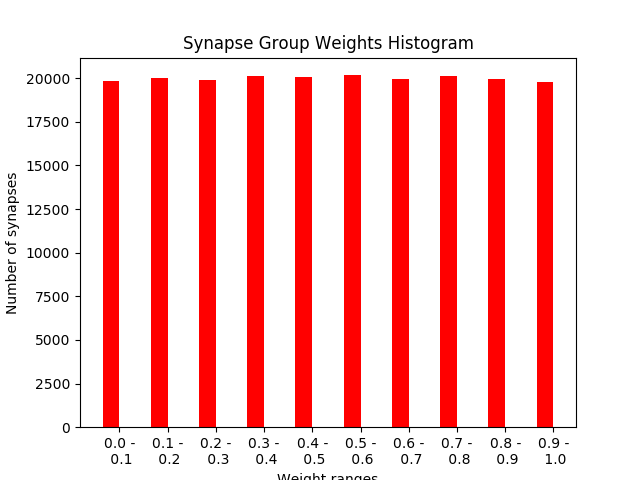 Synapse Group Weights Histogram
Number of synapses
20000
17500
15000
12500
10000
7500
5000
2500
0
0.0 - 0.1 - 0.2 - 0.3 - 0.4 - 0.5 - 0.6 - 0.7 - 0.8 - 0.9 -
0.1 0.2 0.3 0.4 0.5 0.6 0.7 0.8 0.9 1.0
Weight ranges